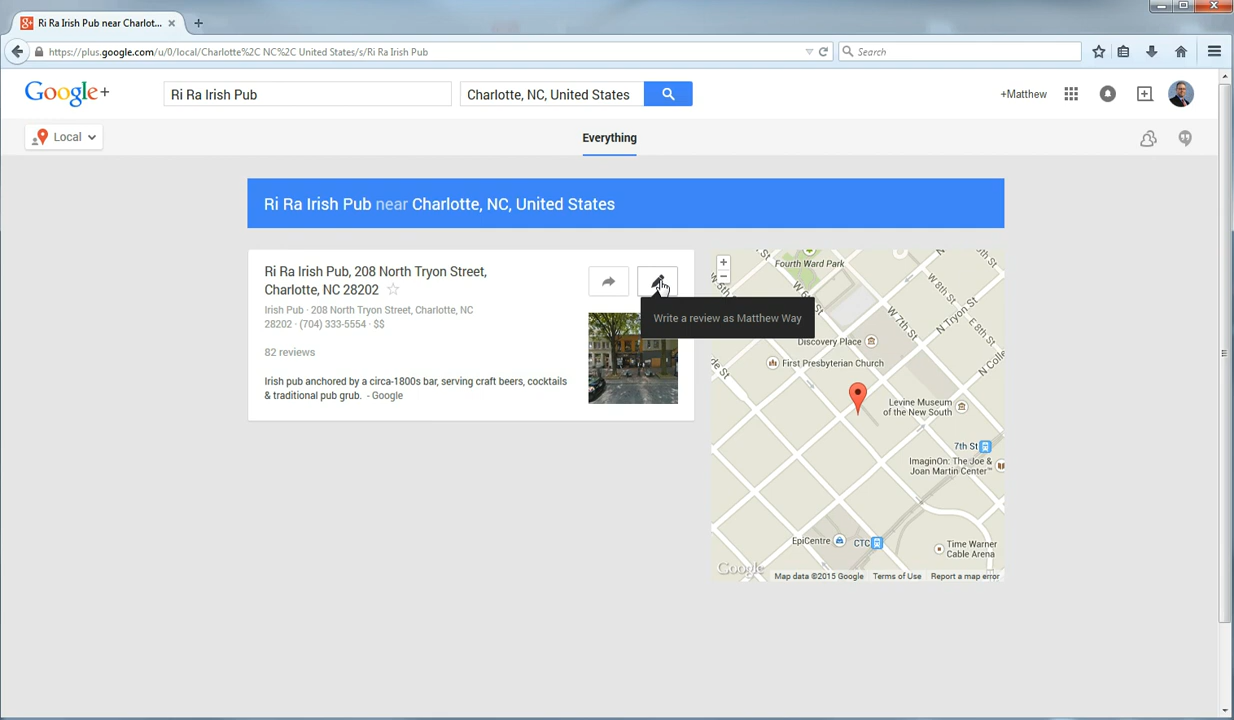 Ri Ra Irish Pub near Charlot...
https://plus.google.com/u/0/local/Charlotte%2C NC%2C United States/s/Ri Ra Irish Pub
Search
Google+
Ri Ra Irish Pub
Charlotte, NC, United States
+Matthew
Local
Everything
Ri Ra Irish Pub near Charlotte, NC, United States
Ri Ra Irish Pub, 208 North Tryon Street,
Charlotte, NC 28202
Irish Pub · 208 North Tryon Street, Charlotte, NC
28202 · (704) 333-5554 · $$
82 reviews
Irish pub anchored by a circa-1800s bar, serving craft beers, cocktails
& traditional pub grub. - Google
Write a review as Matthew Way
+
−
Fourth Ward Park
W 8th St
W 7th St
N Tryon St
E 8th St
N Colle
Discovery Place
First Presbyterian Church
Levine Museum
of the New South
7th St
ImaginOn: The Joe &
Joan Martin Center™
EpiCentre
CTC
Time Warner
Cable Arena
Google
Map data ©2015 Google
Terms of Use
Report a map error